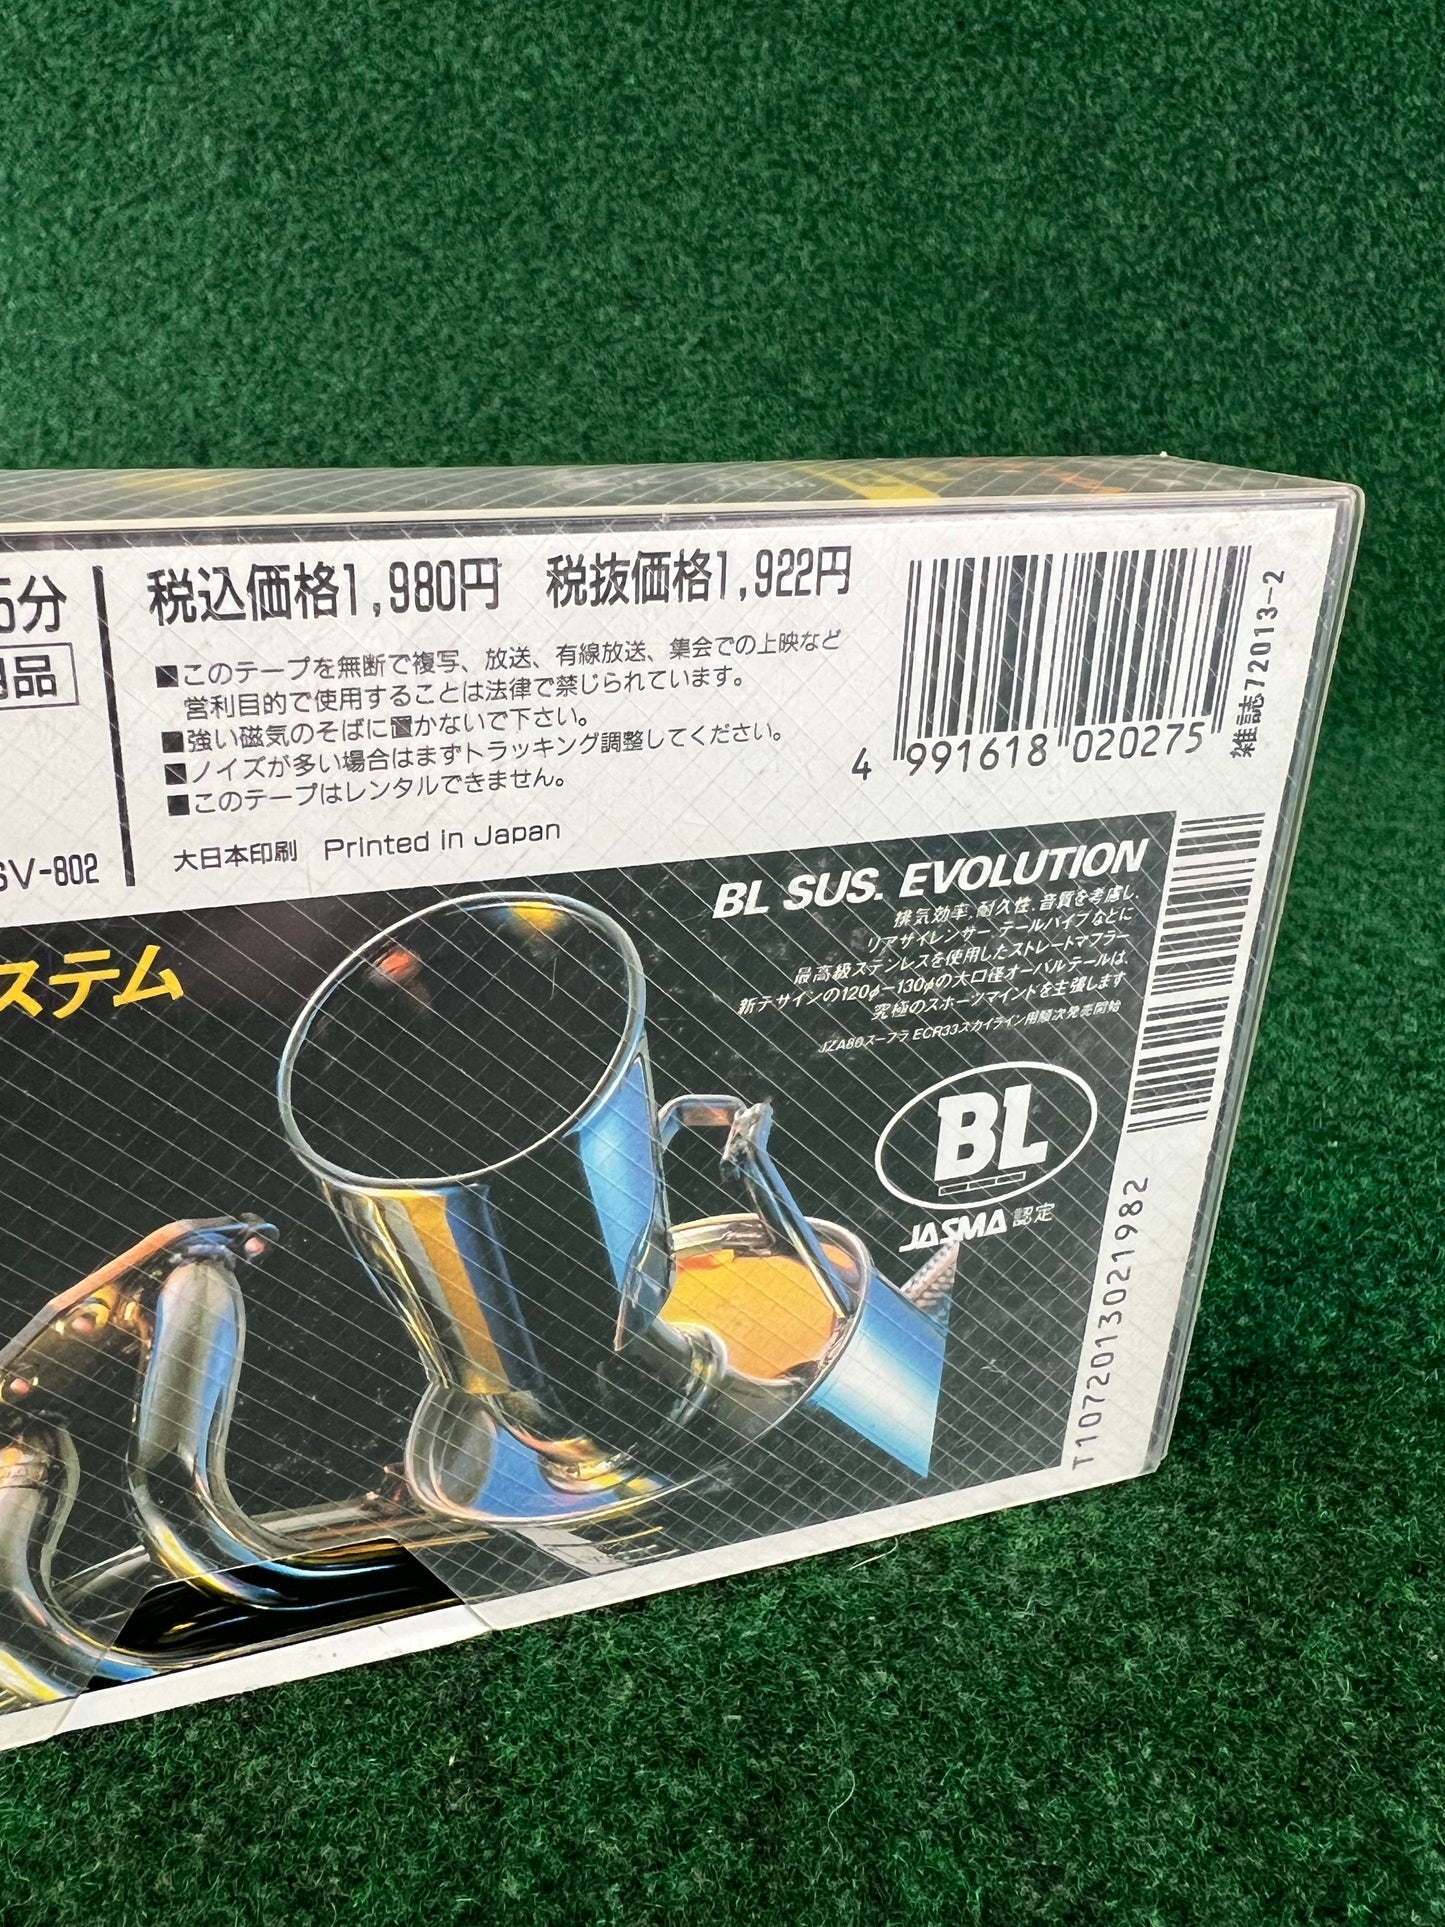 5分
品
SV-802
税込価格1,980円 税抜価格1,922円
■このテープを無断で複写、放送、有線放送、集会での上映など
営利目的で使用することは法律で禁じられています。
■強い磁気のそばに置かないで下さい。
■ノイズが多い場合はまずトラッキング調整してください。
■このテープはレンタルできません。
大日本印刷 Printed in Japan
4 991618 020275
雑誌72013-2
ステム
BL SUS. EVOLUTION
排気効率,耐久性,音質を考慮し,
リアサイレンサー テールパイプなどに
最高級ステンレスを使用したストレートマフラー
新デザインの120φ–130φの大口径オーバルテールは、
究極のスポーツマインドを主張します
JZA80スープラ ECR33スカイライン用順次発売開始
BL
JASMA 認定
T1072013021982